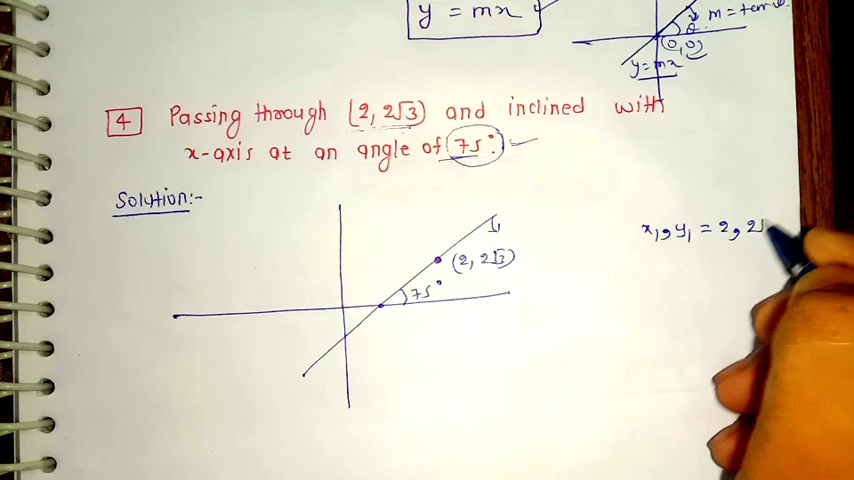 y = mx
m = tan
θ
(0,0)
y = mx
4 Passing through (2, 2√3) and inclined with
x-axis at an angle of 75°.
Solution:-
(2, 2√3)
75°
x₁, y₁ = 2, 2√